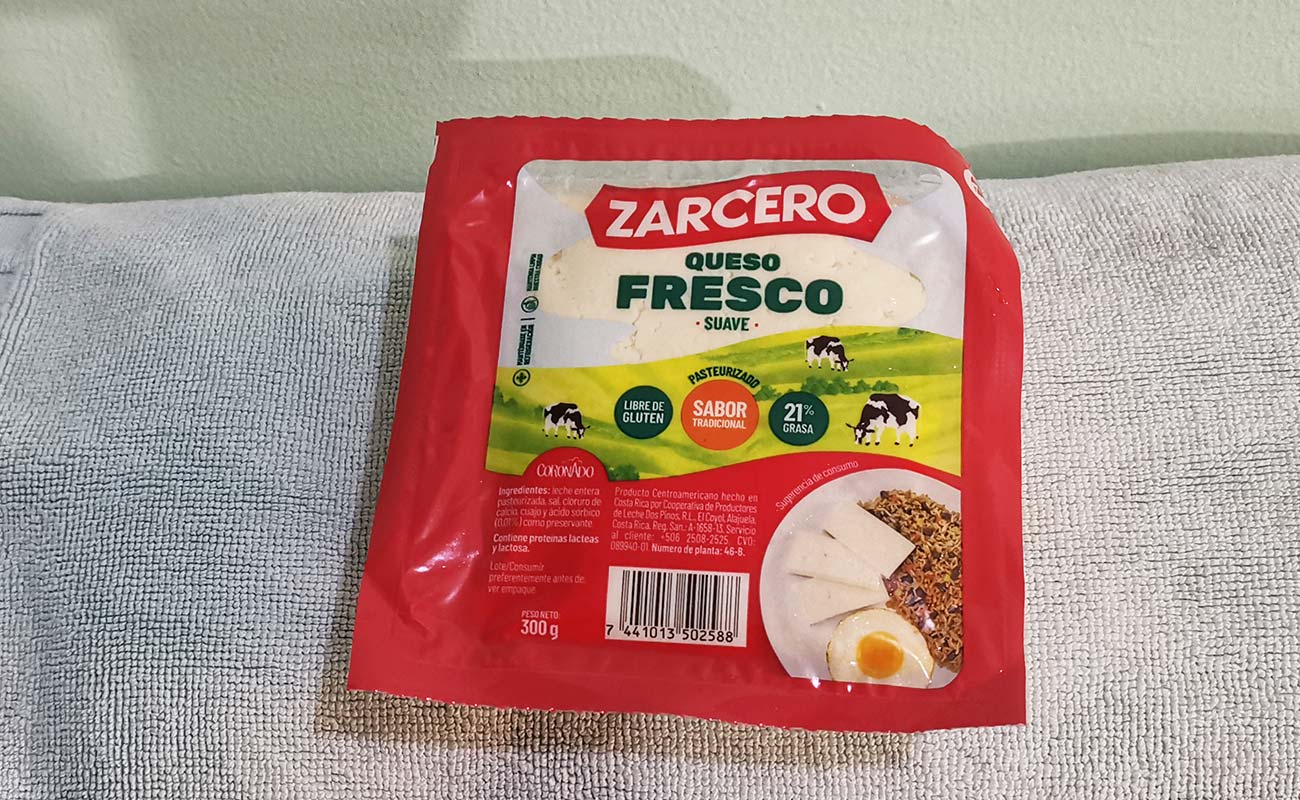 ZARCERO
QUESO
FRESCO
· SUAVE ·
PASTEURIZADO
LIBRE DE
GLUTEN
SABOR
TRADICIONAL
21%
GRASA
CORONADO
Ingredientes: leche entera
pasteurizada, sal, cloruro de
calcio, cuajo y ácido sórbico
(0,01%) como preservante.
Contiene proteínas lácteas
y lactosa.
Lote/Consumir
preferentemente antes de:
ver empaque.
PESO NETO:
300 g
Producto Centroamericano hecho en
Costa Rica por Cooperativa de Productores
de Leche Dos Pinos, R.L., El Coyol, Alajuela,
Costa Rica. Reg. San.: A-1658-13. Servicio
al cliente: +506 2508-2525. CVO:
089940-01. Numero de planta: 46-B.
7 441013 502588
Sugerencia de consumo